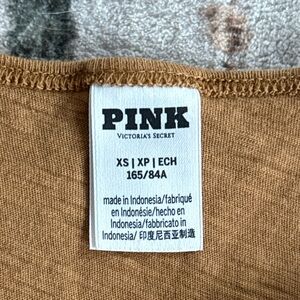 PINK
VICTORIA'S SECRET
XS | XP | ECH
165/84A
made in Indonesia/fabriqué
en Indonésie/hecho en
Indonesia/fabbricato in
Indonesia/ 印度尼西亚制造